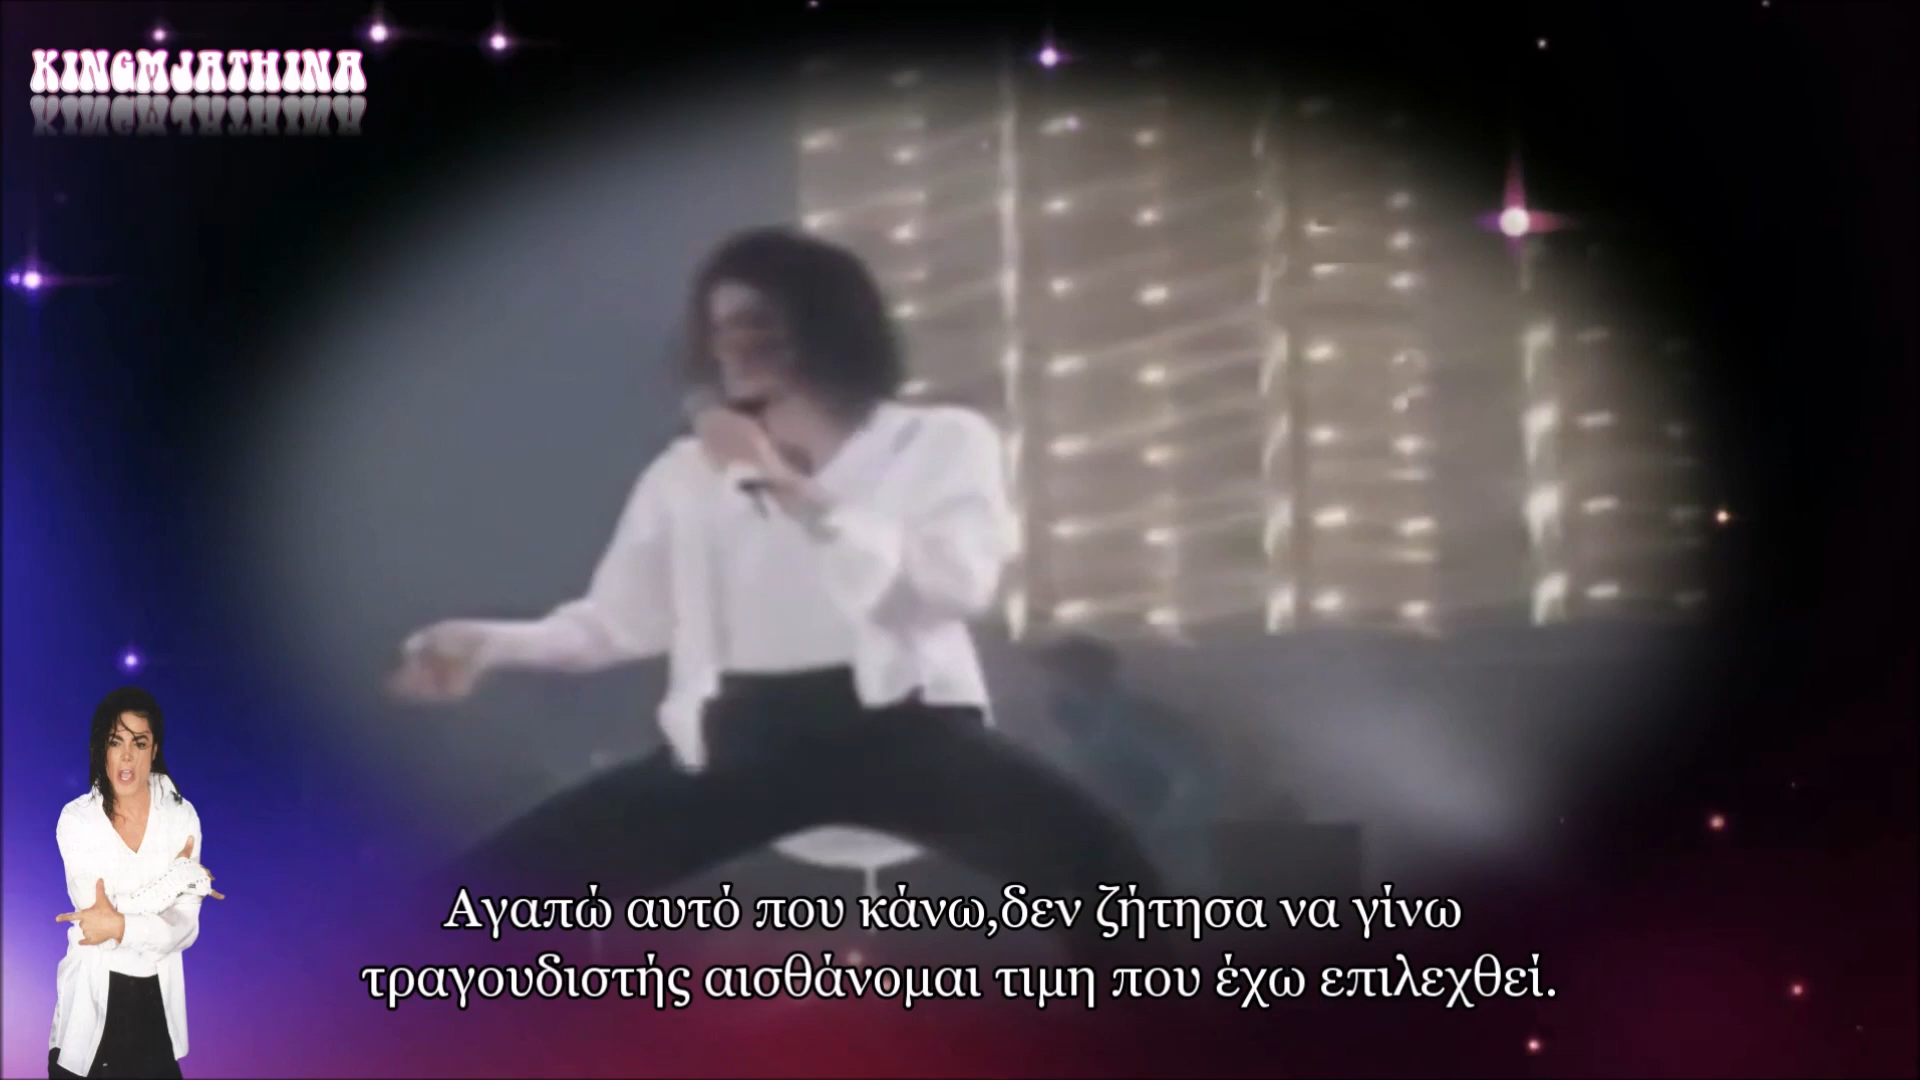 KINGMJATHINA
Αγαπώ αυτό που κάνω,δεν ζήτησα να γίνω
τραγουδιστής αισθάνομαι τιμη που έχω επιλεχθεί.